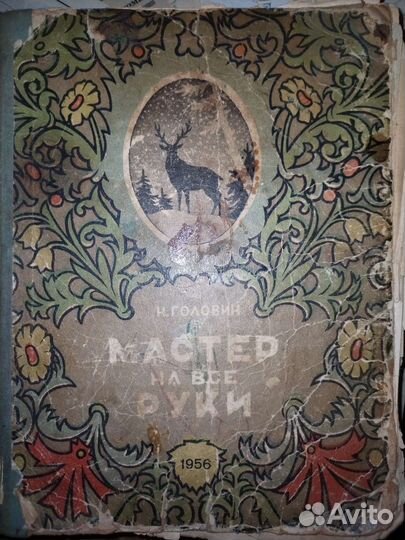 Н. ГОЛОВИН
МАСТЕР
НА ВСЕ
РУКИ
1956
Avito